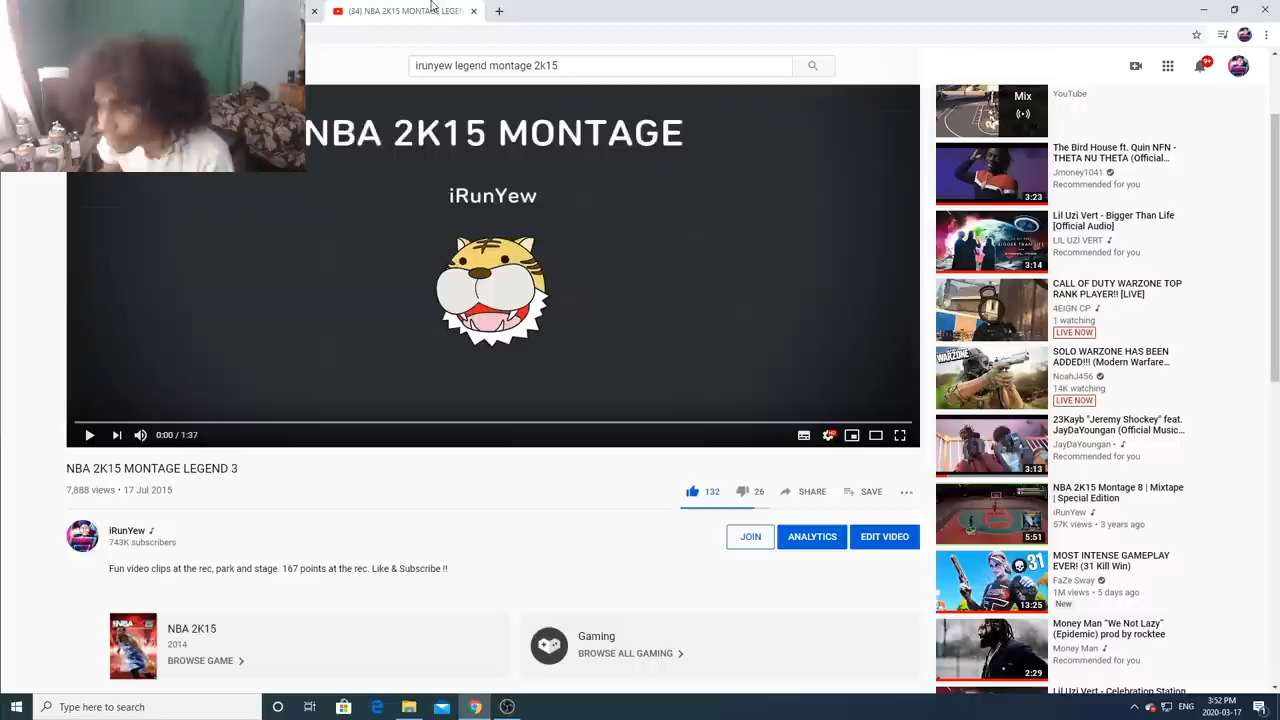 (34) NBA 2K15 MONTAGE LEGEN
irunyew legend montage 2k15
9+
NBA 2K15 MONTAGE
iRunYew
0:00 / 1:37
HD
NBA 2K15 MONTAGE LEGEND 3
7,888 views • 17 Jul 2015
132
26
SHARE
SAVE
iRunYew
743K subscribers
JOIN
ANALYTICS
EDIT VIDEO
Fun video clips at the rec, park and stage. 167 points at the rec. Like & Subscribe !!
NBA 2K15
2014
BROWSE GAME
Gaming
BROWSE ALL GAMING
Mix
YouTube
The Bird House ft. Quin NFN -
THETA NU THETA (Official...
Jmoney1041
Recommended for you
3:23
Lil Uzi Vert - Bigger Than Life
[Official Audio]
LIL UZI VERT
Recommended for you
3:14
CALL OF DUTY WARZONE TOP
RANK PLAYER!! [LIVE]
4EIGN CP
1 watching
LIVE NOW
WARZONE
SOLO WARZONE HAS BEEN
ADDED!!! (Modern Warfare...
NoahJ456
14K watching
LIVE NOW
23Kayb "Jeremy Shockey" feat.
JayDaYoungan (Official Music...
JayDaYoungan •
Recommended for you
3:13
NBA 2K15 Montage 8 | Mixtape
| Special Edition
iRunYew
57K views • 3 years ago
5:51
31
MOST INTENSE GAMEPLAY
EVER! (31 Kill Win)
FaZe Sway
1M views • 5 days ago
New
13:25
Money Man "We Not Lazy"
(Epidemic) prod by rocktee
Money Man
Recommended for you
2:29
Lil Uzi Vert - Celebration Station
Type here to search
3:52 PM
2020-03-17
1